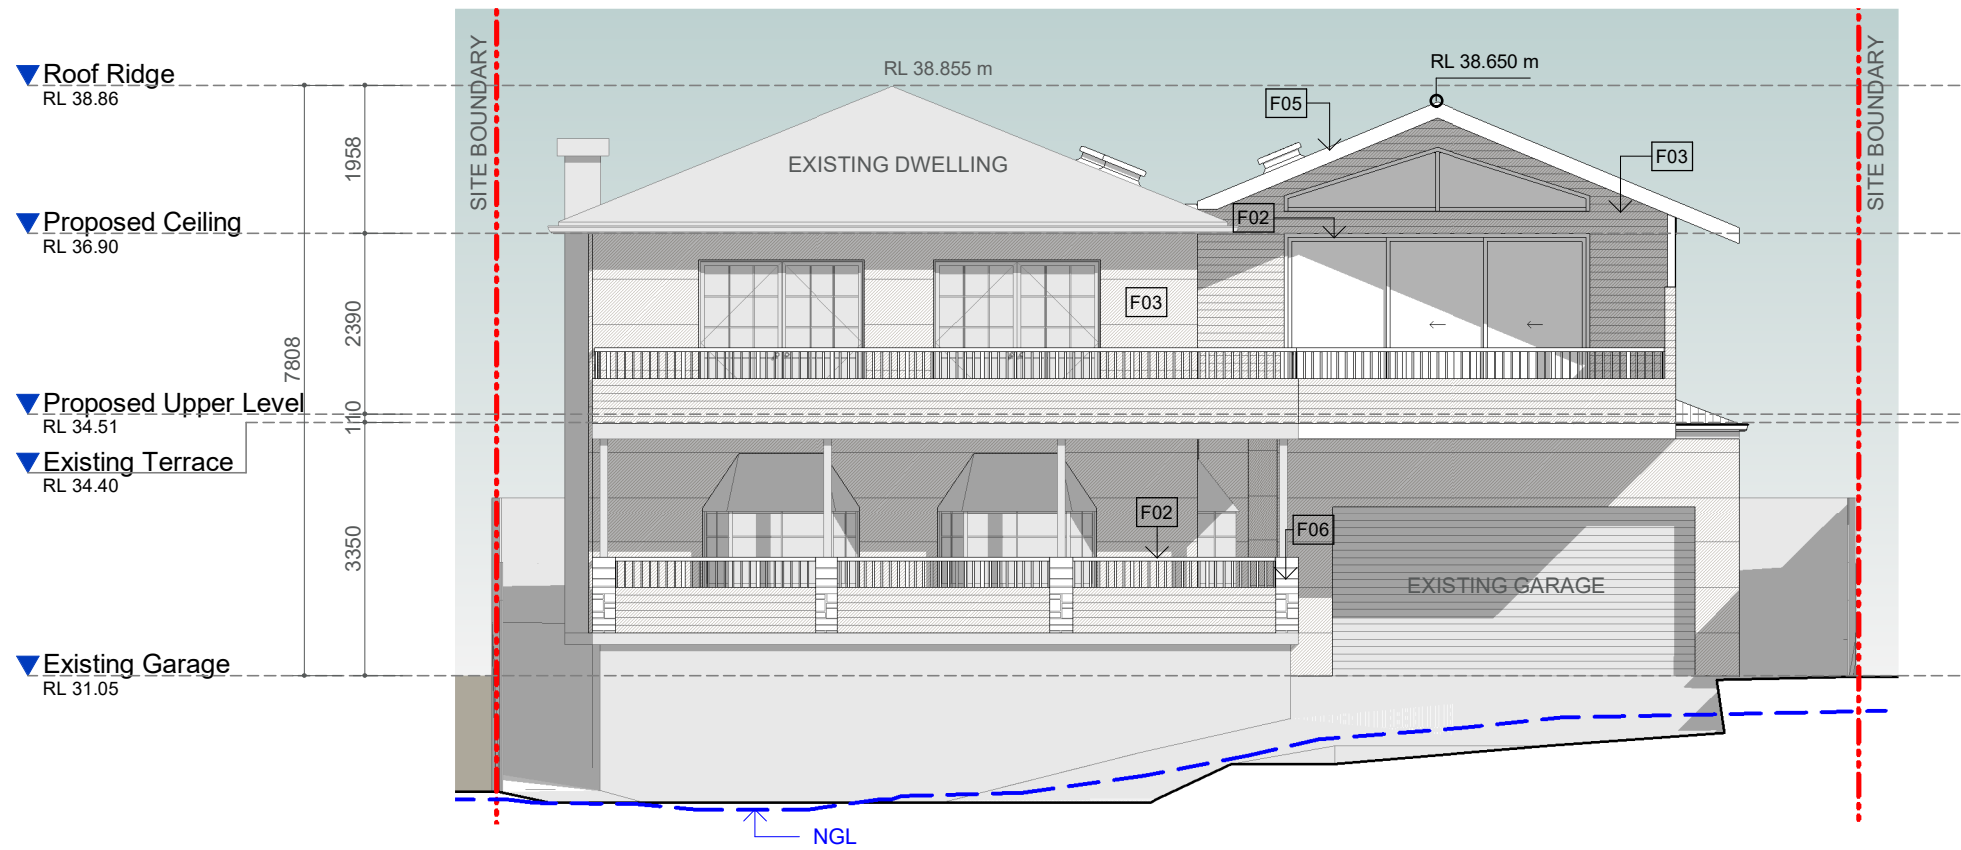 Roof Ridge
RL 38.86
Proposed Ceiling
RL 36.90
Proposed Upper Level
RL 34.51
Existing Terrace
RL 34.40
Existing Garage
RL 31.05
7808
1958
2390
110
3350
SITE BOUNDARY
RL 38.855 m
EXISTING DWELLING
RL 38.650 m
F05
F03
F02
F03
F02
F06
EXISTING GARAGE
SITE BOUNDARY
NGL